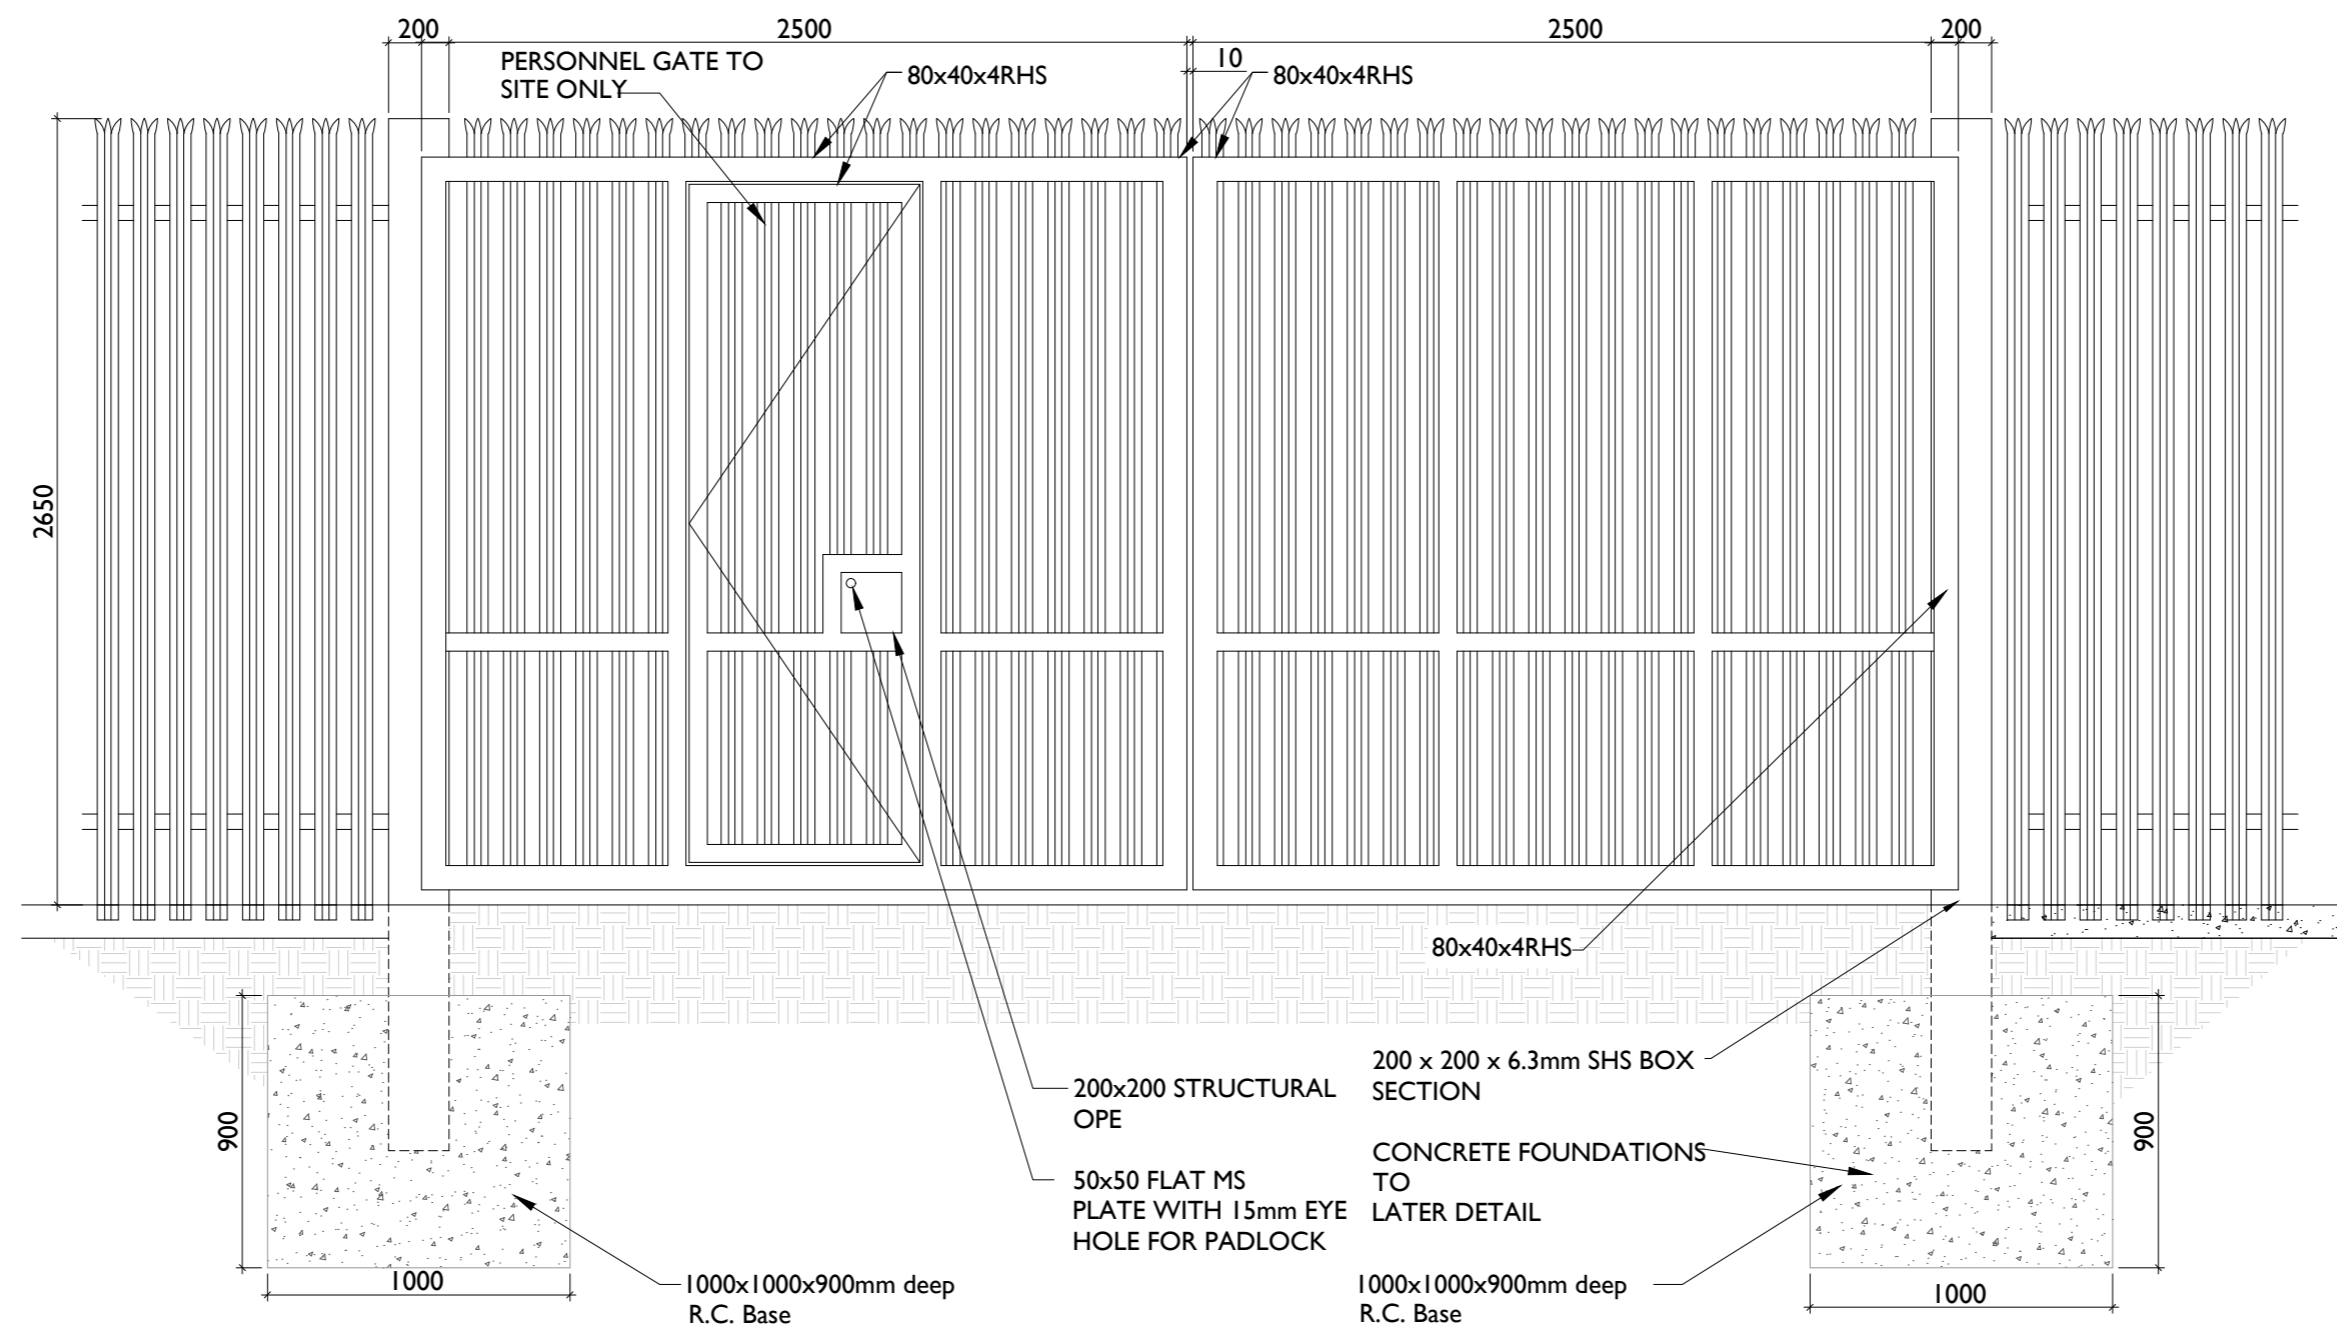 200
2500
2500
200
PERSONNEL GATE TO
SITE ONLY
80x40x4RHS
10
80x40x4RHS
2650
80x40x4RHS
200x200 STRUCTURAL
OPE
50x50 FLAT MS
PLATE WITH 15mm EYE
HOLE FOR PADLOCK
200 x 200 x 6.3mm SHS BOX
SECTION
CONCRETE FOUNDATIONS
TO
LATER DETAIL
900
900
1000
1000x1000x900mm deep
R.C. Base
1000x1000x900mm deep
R.C. Base
1000